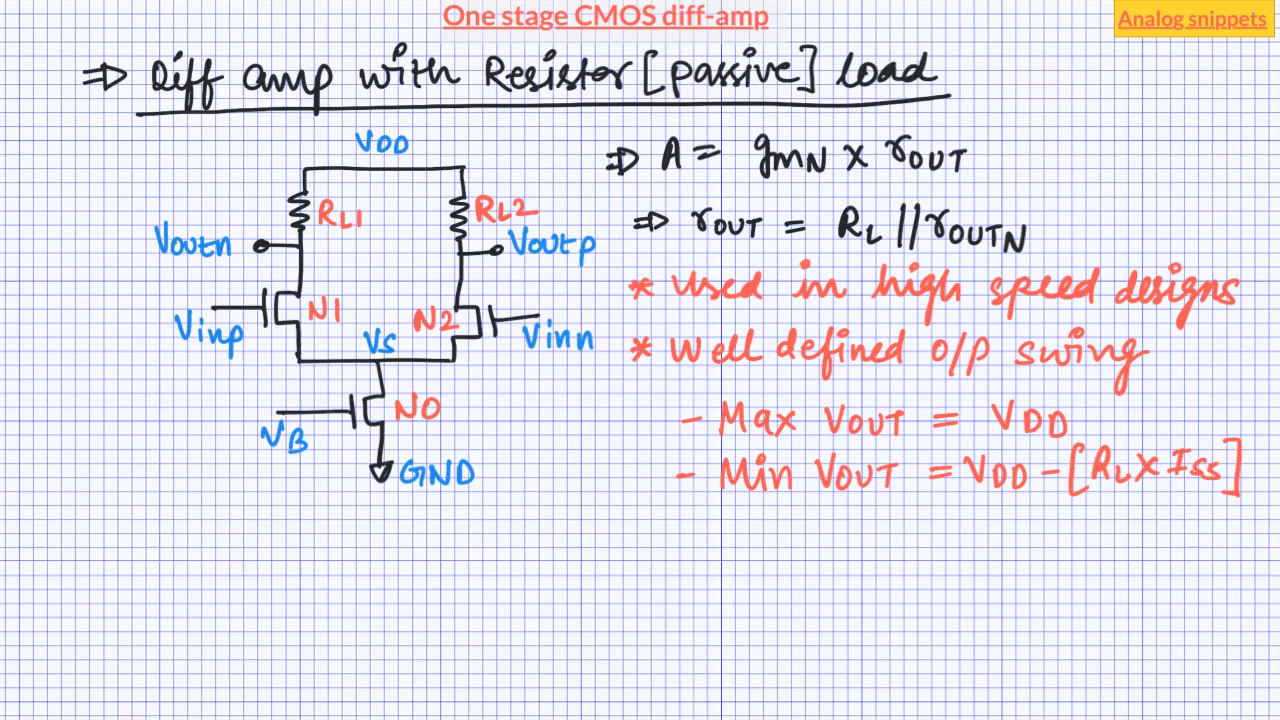 One stage CMOS diff-amp
Analog snippets
⇒ Diff amp with Resistor [passive] load
VDD
RL1
RL2
Voutn
Voutp
N1
N2
Vinp
Vs
Vinn
N0
VB
GND
⇒ A = gmN x rOUT
⇒ rOUT = RL // rOUTN
* Used in high speed designs
* Well defined o/p swing
- Max VOUT = VDD
- Min VOUT = VDD - [RL x Iss]